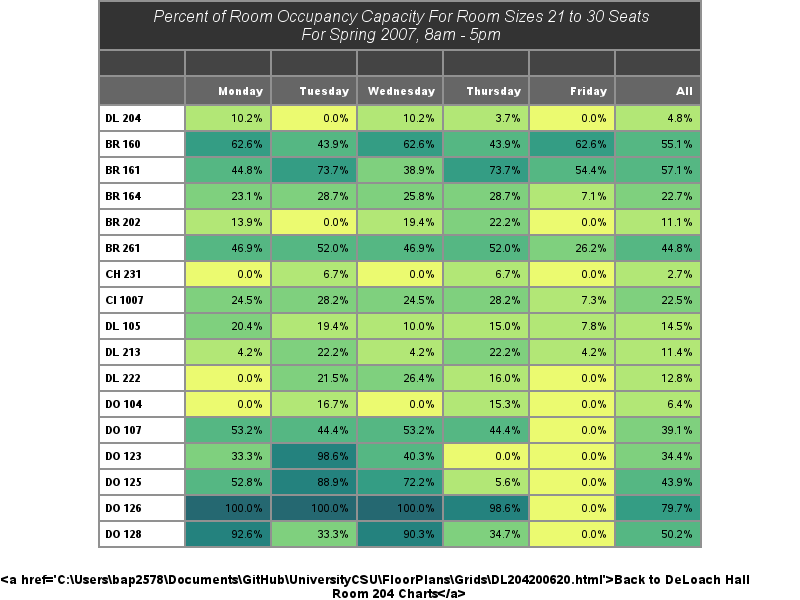 Percent of Room Occupancy Capacity For Room Sizes 21 to 30 Seats
For Spring 2007, 8am - 5pm
Monday Tuesday Wednesday Thursday Friday All
DL 204 10.2% 0.0% 10.2% 3.7% 0.0% 4.8%
BR 160 62.6% 43.9% 62.6% 43.9% 62.6% 55.1%
BR 161 44.8% 73.7% 38.9% 73.7% 54.4% 57.1%
BR 164 23.1% 28.7% 25.8% 28.7% 7.1% 22.7%
BR 202 13.9% 0.0% 19.4% 22.2% 0.0% 11.1%
BR 261 46.9% 52.0% 46.9% 52.0% 26.2% 44.8%
CH 231 0.0% 6.7% 0.0% 6.7% 0.0% 2.7%
CI 1007 24.5% 28.2% 24.5% 28.2% 7.3% 22.5%
DL 105 20.4% 19.4% 10.0% 15.0% 7.8% 14.5%
DL 213 4.2% 22.2% 4.2% 22.2% 4.2% 11.4%
DL 222 0.0% 21.5% 26.4% 16.0% 0.0% 12.8%
DO 104 0.0% 16.7% 0.0% 15.3% 0.0% 6.4%
DO 107 53.2% 44.4% 53.2% 44.4% 0.0% 39.1%
DO 123 33.3% 98.6% 40.3% 0.0% 0.0% 34.4%
DO 125 52.8% 88.9% 72.2% 5.6% 0.0% 43.9%
DO 126 100.0% 100.0% 100.0% 98.6% 0.0% 79.7%
DO 128 92.6% 33.3% 90.3% 34.7% 0.0% 50.2%
<a href='C:\Users\bap2578\Documents\GitHub\UniversityCSU\FloorPlans\Grids\DL204200620.html'>Back to DeLoach Hall
Room 204 Charts</a>